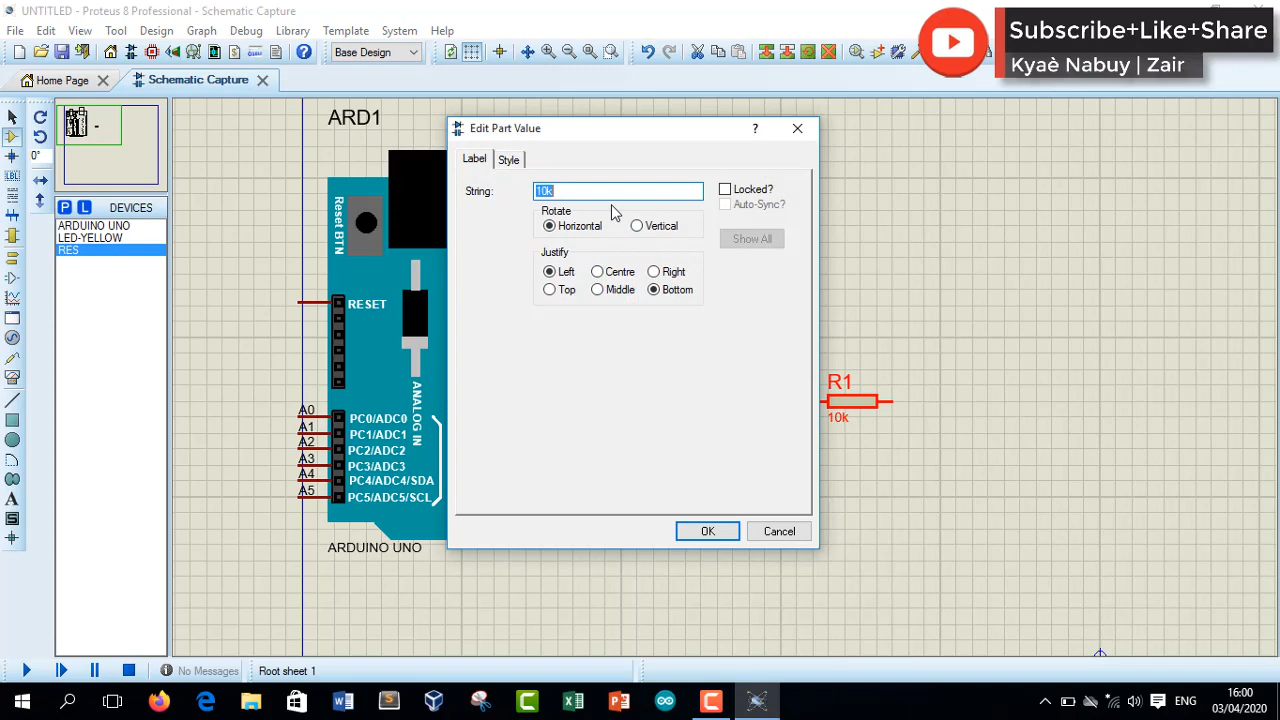 UNTITLED - Proteus 8 Professional - Schematic Capture
File Edit View Tool Design Graph Debug Library Template System Help
Base Design
Subscribe+Like+Share
Kyaè Nabuy | Zair
Home Page
Schematic Capture
0°
P L DEVICES
ARDUINO UNO
LED-YELLOW
RES
ARD1
Reset BTN
RESET
ANALOG IN
A0 PC0/ADC0
A1 PC1/ADC1
A2 PC2/ADC2
A3 PC3/ADC3
A4 PC4/ADC4/SDA
A5 PC5/ADC5/SCL
ARDUINO UNO
Edit Part Value
?
Label Style
String: 10k
Locked?
Auto-Sync?
Rotate
Horizontal Vertical
Show All
Justify
Left Centre Right
Top Middle Bottom
OK Cancel
R1
10k
No Messages
Root sheet 1
ENG
16:00
03/04/2020